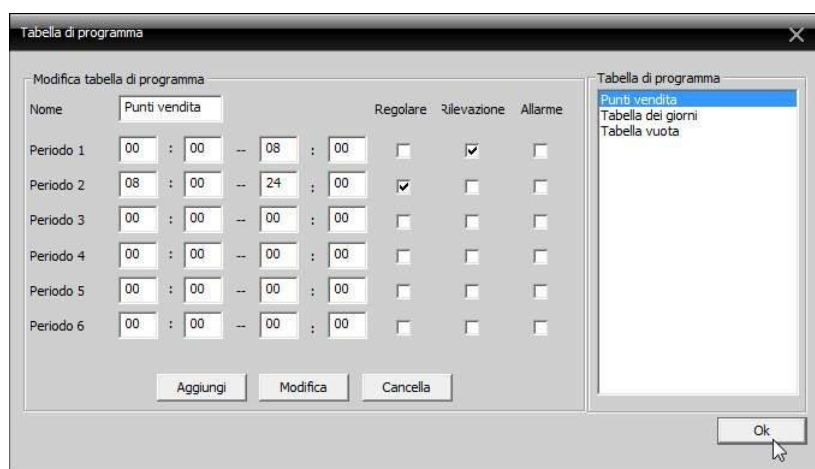 Tabella di programma
Modifica tabella di programma
Nome Punti vendita Regolare Rilevazione Allarme
Periodo 1 00 : 00 -- 08 : 00
Periodo 2 08 : 00 -- 24 : 00
Periodo 3 00 : 00 -- 00 : 00
Periodo 4 00 : 00 -- 00 : 00
Periodo 5 00 : 00 -- 00 : 00
Periodo 6 00 : 00 -- 00 : 00
Aggiungi Modifica Cancella
Tabella di programma
Punti vendita
Tabella dei giorni
Tabella vuota
Ok